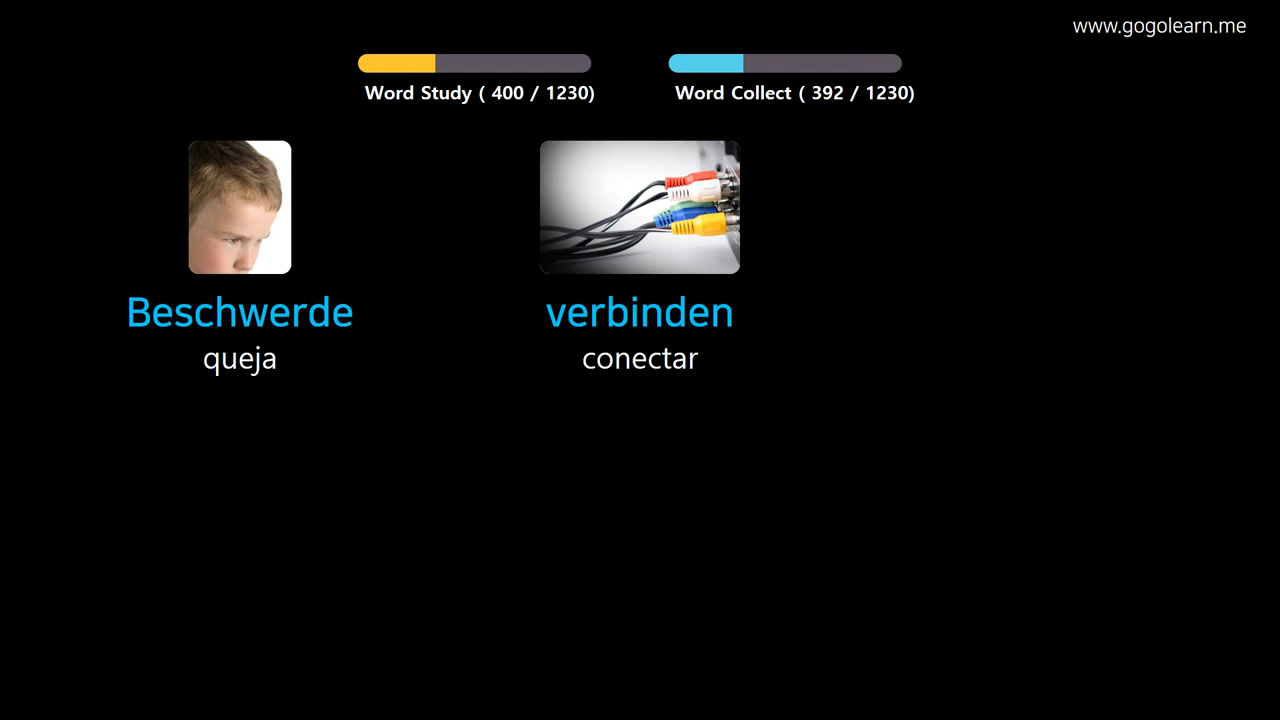 www.gogolearn.me
Word Study ( 400 / 1230)
Word Collect ( 392 / 1230)
Beschwerde
queja
verbinden
conectar